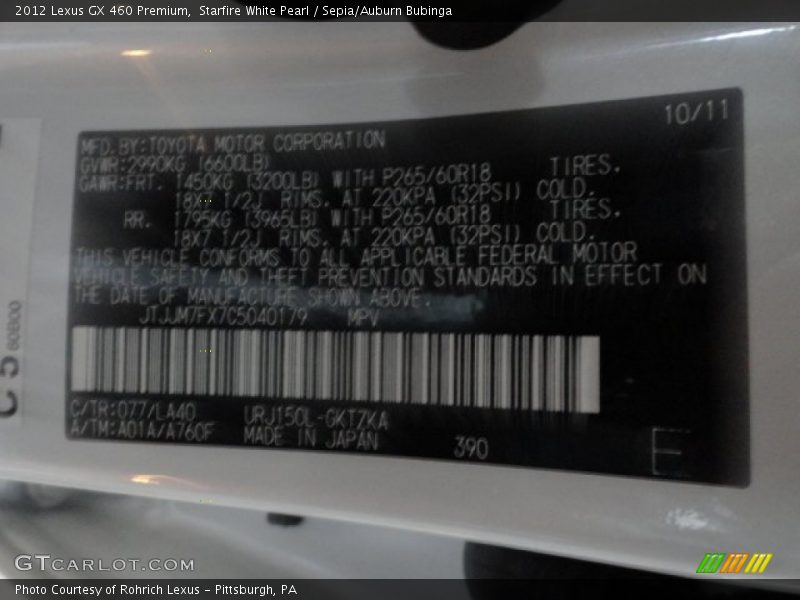 2012 Lexus GX 460 Premium,  Starfire White Pearl / Sepia/Auburn Bubinga
10/11
MFD.BY:TOYOTA MOTOR CORPORATION
GVWR:2990KG (6600LB)
GAWR:FRT. 1450KG (3200LB) WITH P265/60R18 TIRES.
18X7 1/2J RIMS. AT 220KPA (32PSI) COLD.
RR. 1795KG (3965LB) WITH P265/60R18 TIRES.
18X7 1/2J RIMS. AT 220KPA (32PSI) COLD.
THIS VEHICLE CONFORMS TO ALL APPLICABLE FEDERAL MOTOR
VEHICLE SAFETY AND THEFT PREVENTION STANDARDS IN EFFECT ON
THE DATE OF MANUFACTURE SHOWN ABOVE.
JTJJM7FX7C5040179 MPV
C/TR:077/LA40 URJ150L-GKTZKA
A/TM:A01A/A760F MADE IN JAPAN 390 E
C 5 60B00
GTCARLOT.COM
Photo Courtesy of Rohrich Lexus – Pittsburgh, PA